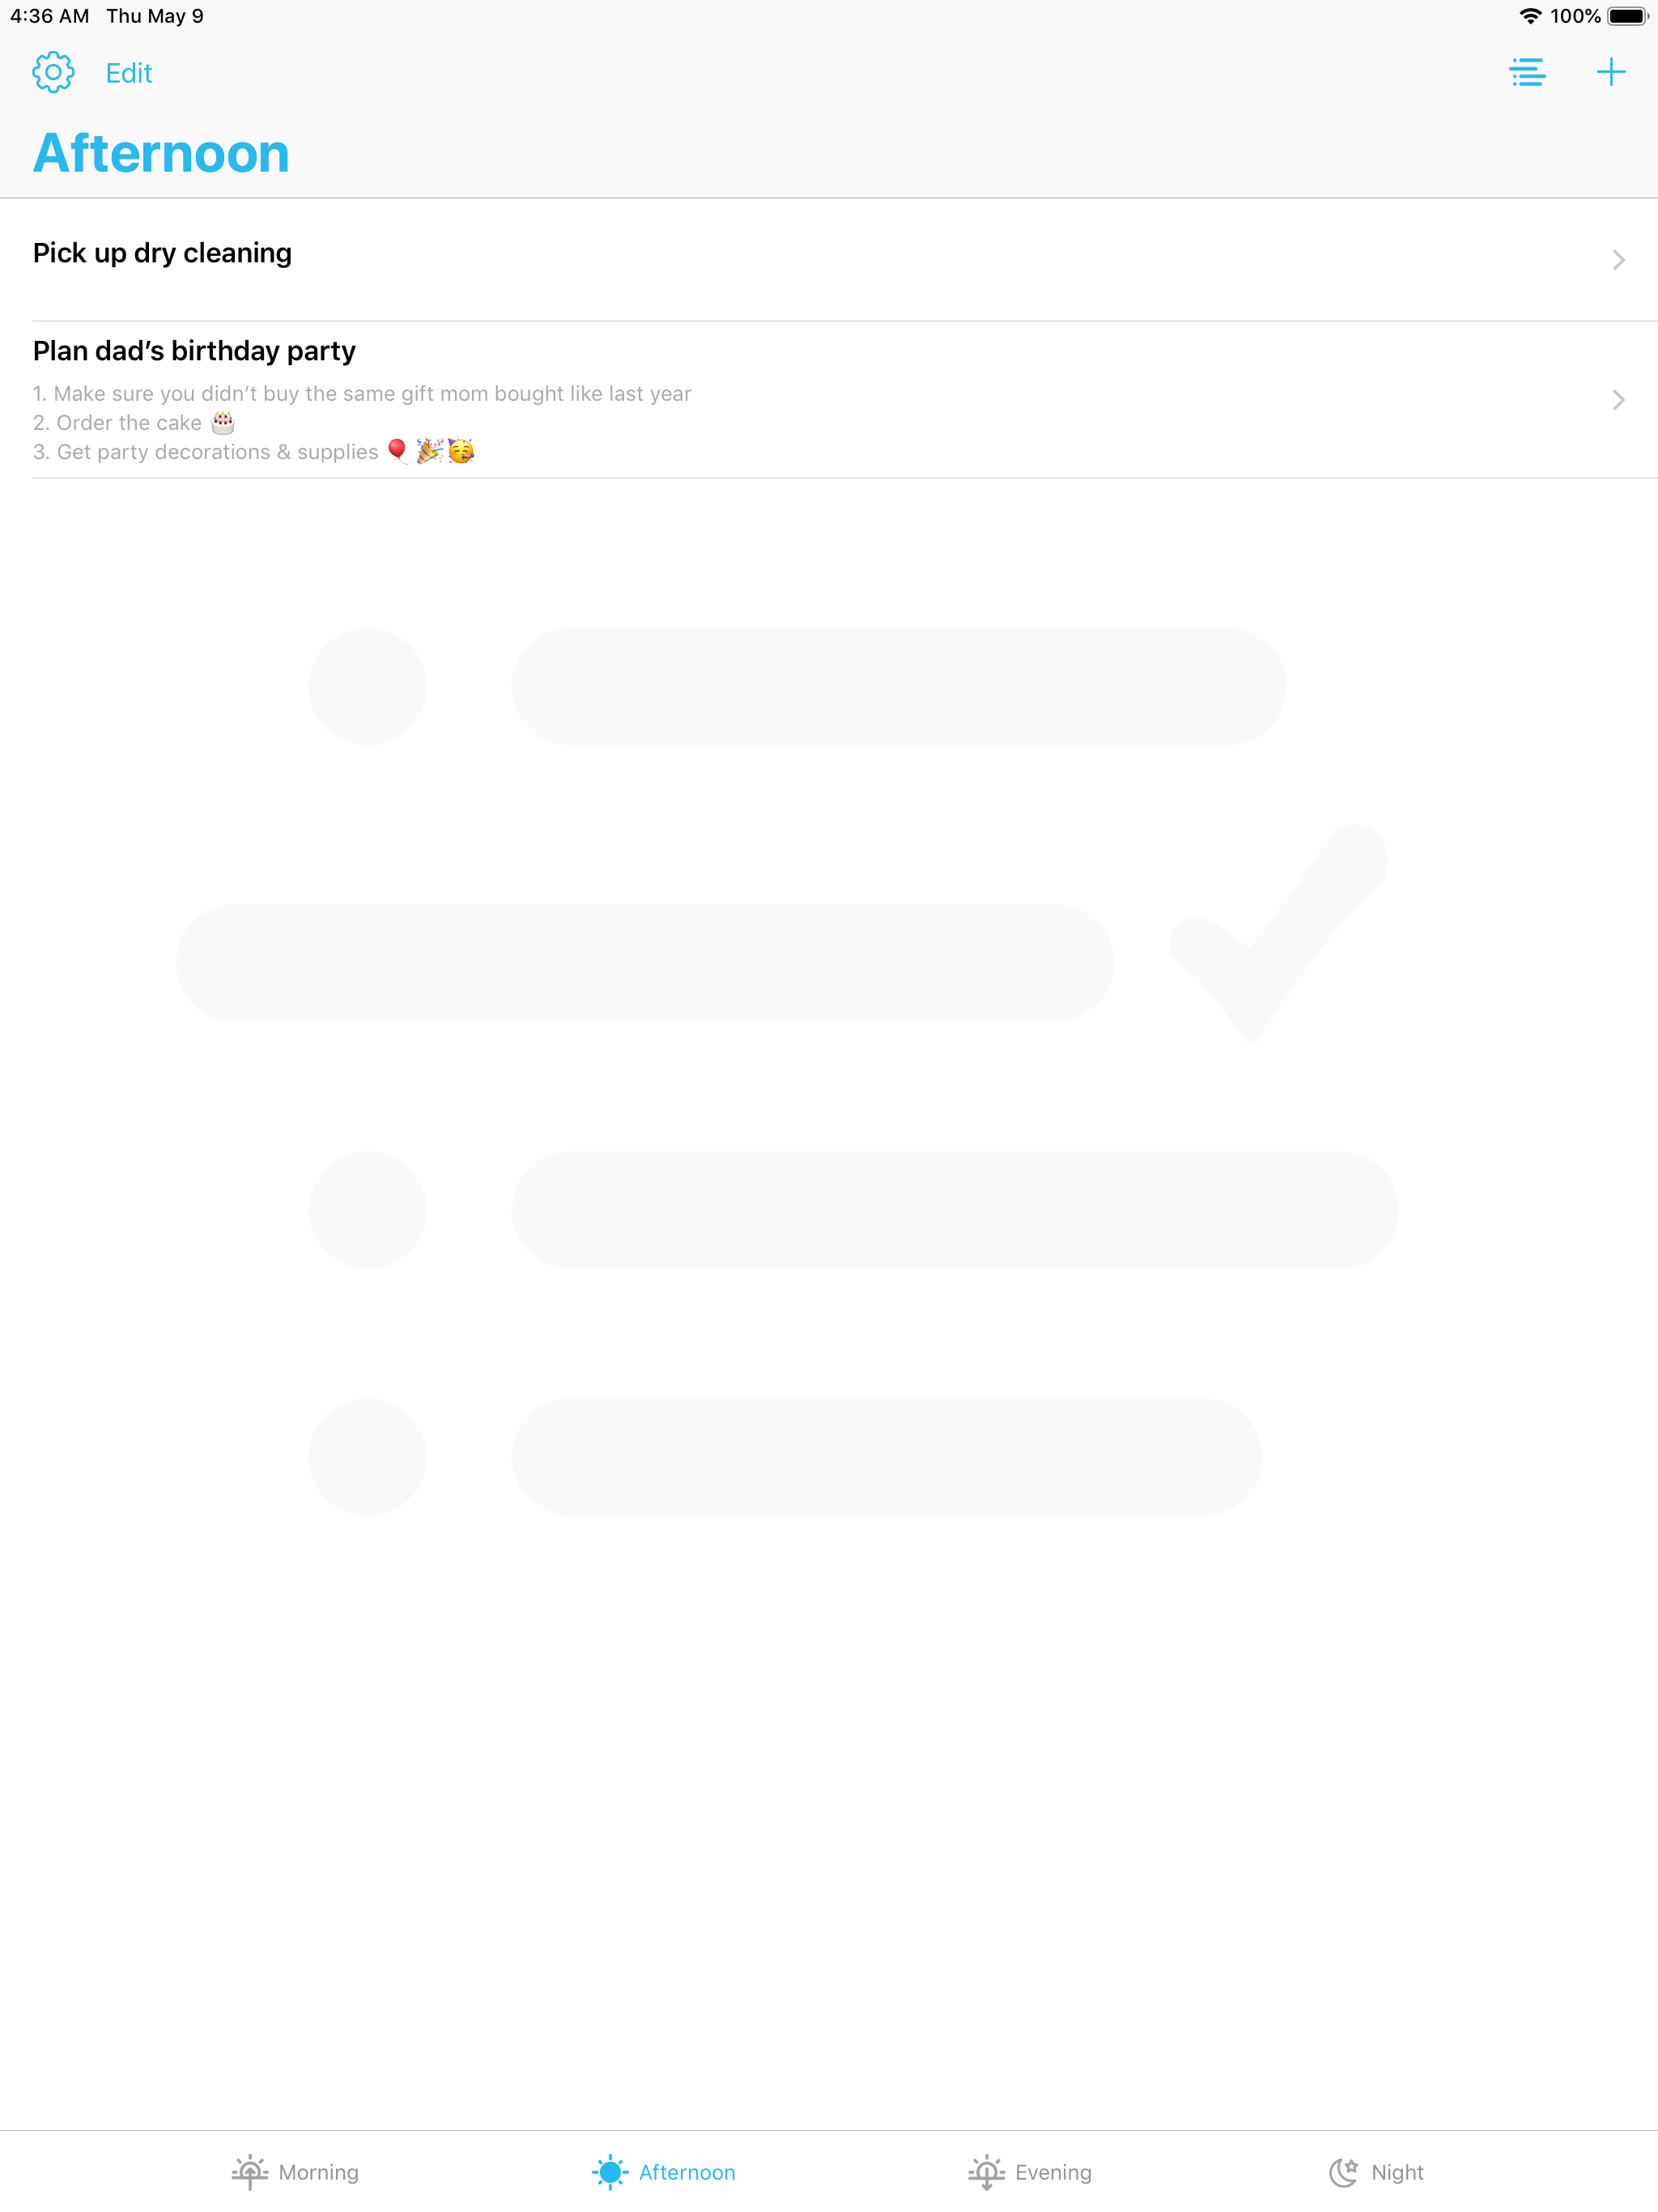 4:36 AM Thu May 9 100%
Edit
Afternoon
Pick up dry cleaning
Plan dad’s birthday party
1. Make sure you didn’t buy the same gift mom bought like last year
2. Order the cake 🎂
3. Get party decorations & supplies 🎈🎉🥳
Morning Afternoon Evening Night